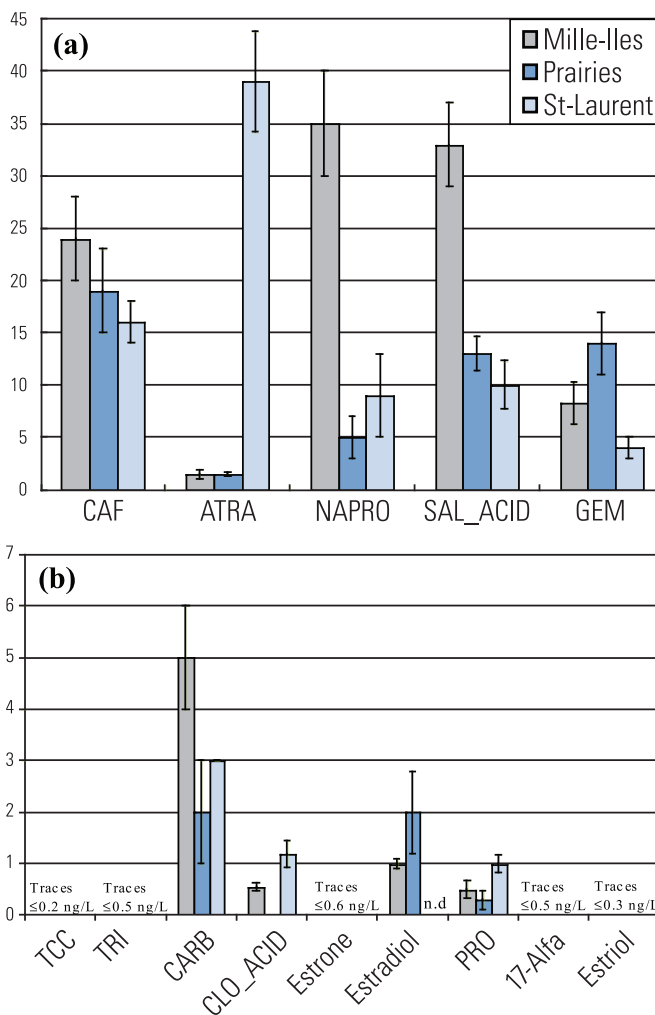 (a)
Mille-Iles
Prairies
St-Laurent
45
40
35
30
25
20
15
10
5
0
CAF ATRA NAPRO SAL_ACID GEM
(b)
7
6
5
4
3
2
1
0
Traces
≤0.2 ng/L
Traces
≤0.5 ng/L
Traces
≤0.6 ng/L
n.d
Traces
≤0.5 ng/L
Traces
≤0.3 ng/L
TCC TRI CARB CLO_ACID Estrone Estradiol PRO 17-Alfa Estriol